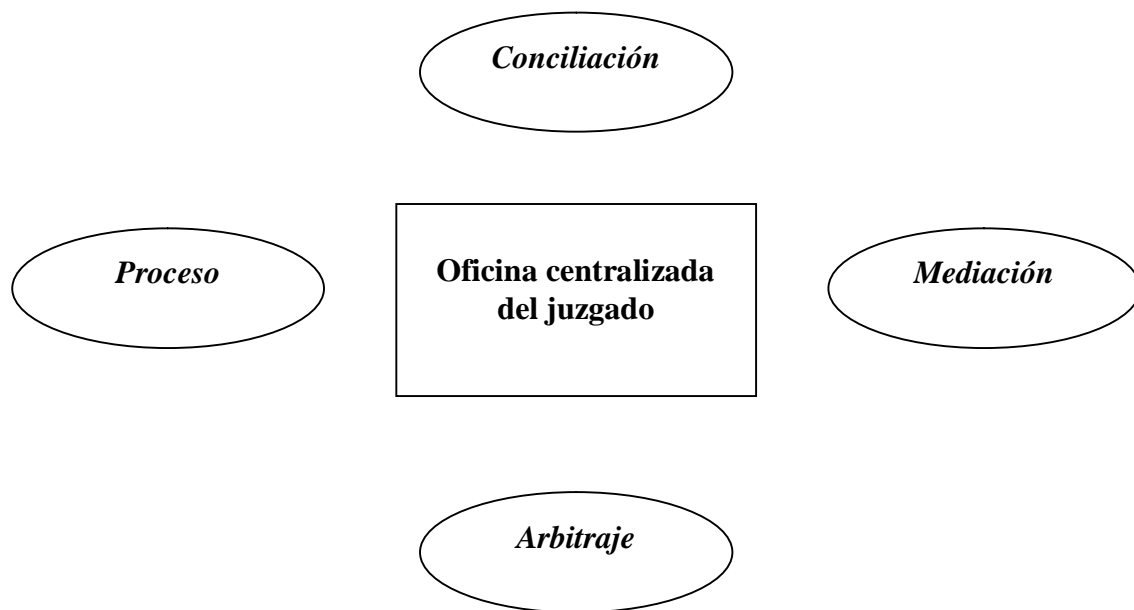 Conciliación
Proceso
Oficina centralizada
del juzgado
Mediación
Arbitraje